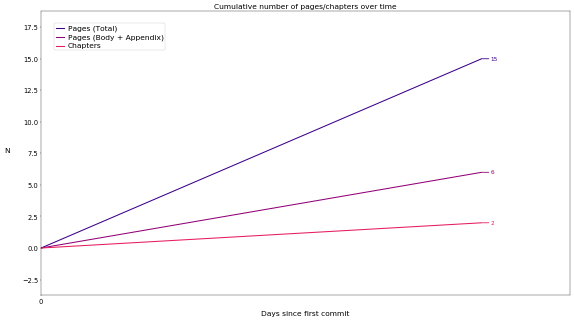 Cumulative number of pages/chapters over time
Pages (Total)
Pages (Body + Appendix)
Chapters
17.5
15.0
12.5
10.0
7.5
5.0
2.5
0.0
−2.5
N
15
6
2
0
Days since first commit